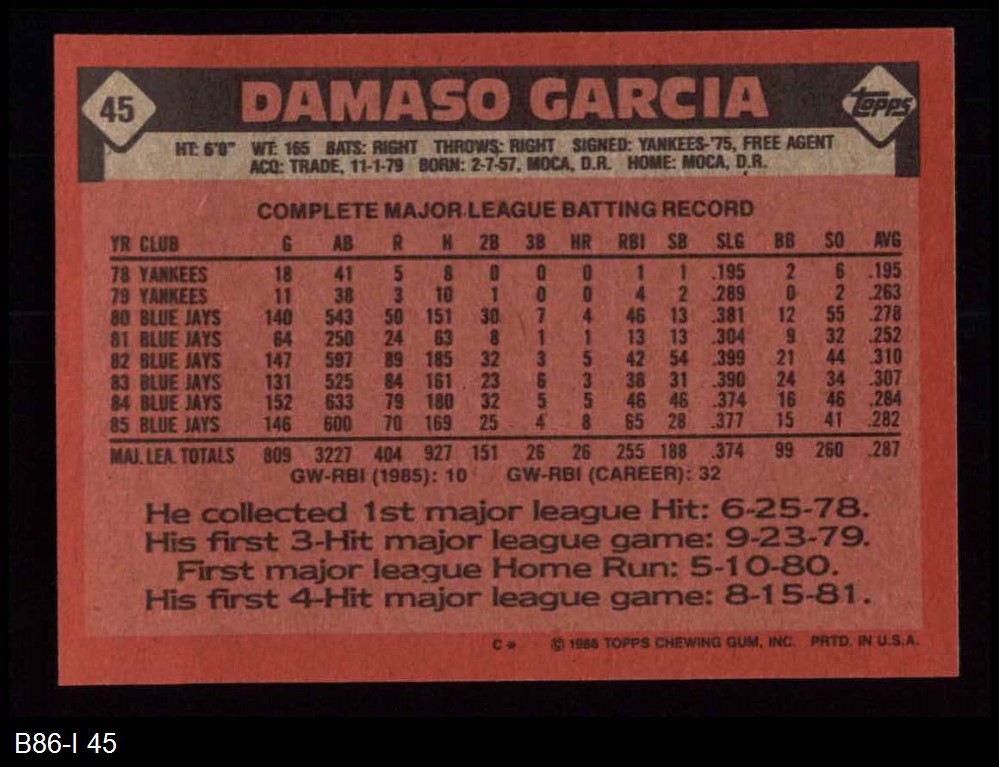 45
DAMASO GARCIA
Topps
HT: 6'0" WT: 165 BATS: RIGHT THROWS: RIGHT SIGNED: YANKEES-'75, FREE AGENT
ACQ: TRADE, 11-1-79 BORN: 2-7-57, MOCA, D.R. HOME: MOCA, D.R.
COMPLETE MAJOR LEAGUE BATTING RECORD
YR CLUB G AB R H 2B 3B HR RBI SB SLG BB SO AVG
78 YANKEES 18 41 5 8 0 0 0 1 1 .195 2 6 .195
79 YANKEES 11 38 3 10 1 0 0 4 2 .289 0 2 .263
80 BLUE JAYS 140 543 50 151 30 7 4 46 13 .381 12 55 .278
81 BLUE JAYS 64 250 24 63 8 1 1 13 13 .304 9 32 .252
82 BLUE JAYS 147 597 89 185 32 3 5 42 54 .399 21 44 .310
83 BLUE JAYS 131 525 84 161 23 6 3 38 31 .390 24 34 .307
84 BLUE JAYS 152 633 79 180 32 5 5 46 46 .374 16 46 .284
85 BLUE JAYS 146 600 70 169 25 4 8 65 28 .377 15 41 .282
MAJ. LEA. TOTALS 809 3227 404 927 151 26 26 255 188 .374 99 260 .287
GW-RBI (1985): 10 GW-RBI (CAREER): 32
He collected 1st major league Hit: 6-25-78.
His first 3-Hit major league game: 9-23-79.
First major league Home Run: 5-10-80.
His first 4-Hit major league game: 8-15-81.
C* © 1986 TOPPS CHEWING GUM, INC. PRTD. IN U.S.A.
B86-I 45